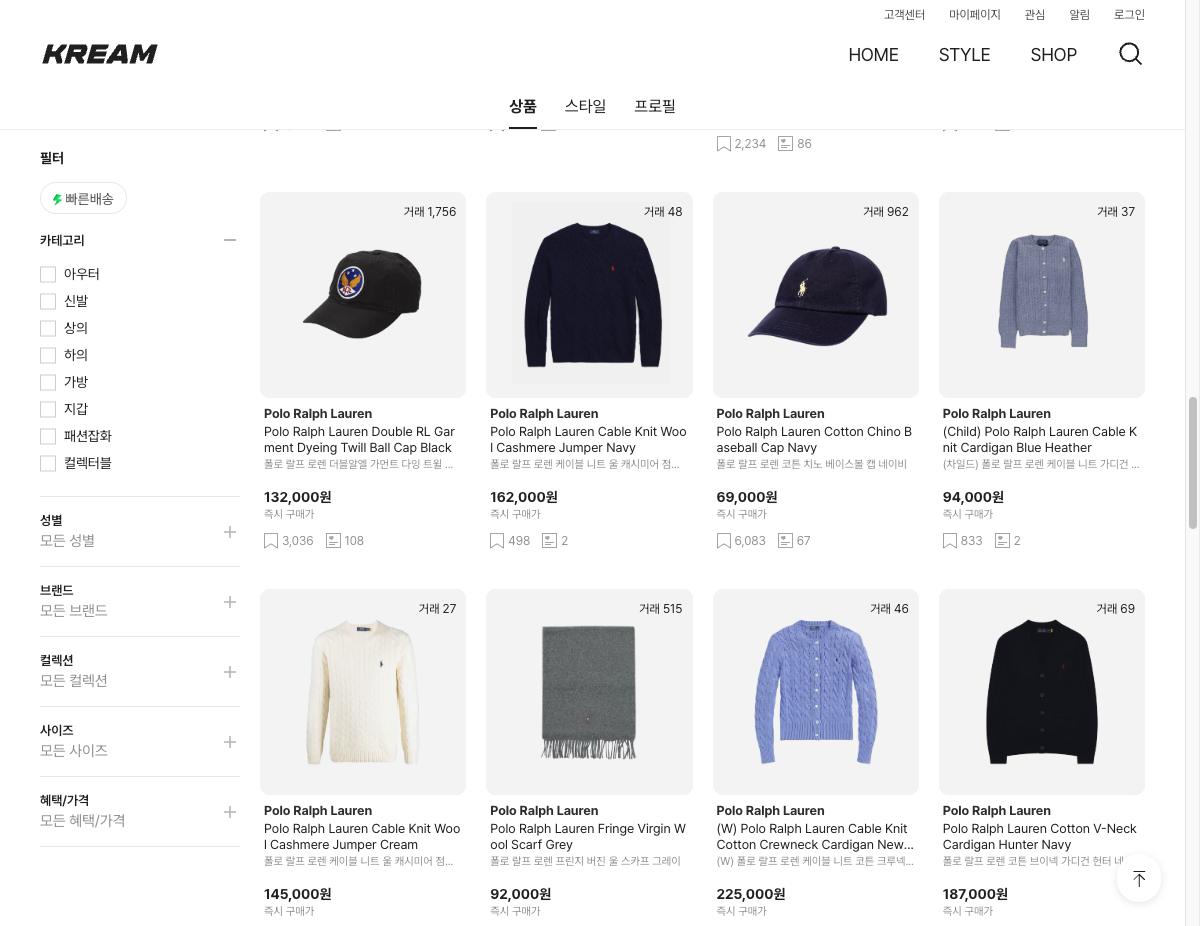 고객센터 마이페이지 관심 알림 로그인
KREAM
HOME STYLE SHOP
상품 스타일 프로필
필터
빠른배송
카테고리
아우터
신발
상의
하의
가방
지갑
패션잡화
컬렉터블
성별
모든 성별
브랜드
모든 브랜드
컬렉션
모든 컬렉션
사이즈
모든 사이즈
혜택/가격
모든 혜택/가격
2,234 86
거래 1,756
Polo Ralph Lauren
Polo Ralph Lauren Double RL Gar
ment Dyeing Twill Ball Cap Black
폴로 랄프 로렌 더블알엘 가먼트 다잉 트윌 ...
132,000원
즉시 구매가
3,036 108
거래 48
Polo Ralph Lauren
Polo Ralph Lauren Cable Knit Woo
l Cashmere Jumper Navy
폴로 랄프 로렌 케이블 니트 울 캐시미어 점...
162,000원
즉시 구매가
498 2
거래 962
Polo Ralph Lauren
Polo Ralph Lauren Cotton Chino B
aseball Cap Navy
폴로 랄프 로렌 코튼 치노 베이스볼 캡 네이비
69,000원
즉시 구매가
6,083 67
거래 37
Polo Ralph Lauren
(Child) Polo Ralph Lauren Cable K
nit Cardigan Blue Heather
(차일드) 폴로 랄프 로렌 케이블 니트 가디건 ...
94,000원
즉시 구매가
833 2
거래 27
Polo Ralph Lauren
Polo Ralph Lauren Cable Knit Woo
l Cashmere Jumper Cream
폴로 랄프 로렌 케이블 니트 울 캐시미어 점...
145,000원
즉시 구매가
거래 515
Polo Ralph Lauren
Polo Ralph Lauren Fringe Virgin W
ool Scarf Grey
폴로 랄프 로렌 프린지 버진 울 스카프 그레이
92,000원
즉시 구매가
거래 46
Polo Ralph Lauren
(W) Polo Ralph Lauren Cable Knit
Cotton Crewneck Cardigan New...
(W) 폴로 랄프 로렌 케이블 니트 코튼 크루넥...
225,000원
즉시 구매가
거래 69
Polo Ralph Lauren
Polo Ralph Lauren Cotton V-Neck
Cardigan Hunter Navy
폴로 랄프 로렌 코튼 브이넥 가디건 헌터 네
187,000원
즉시 구매가